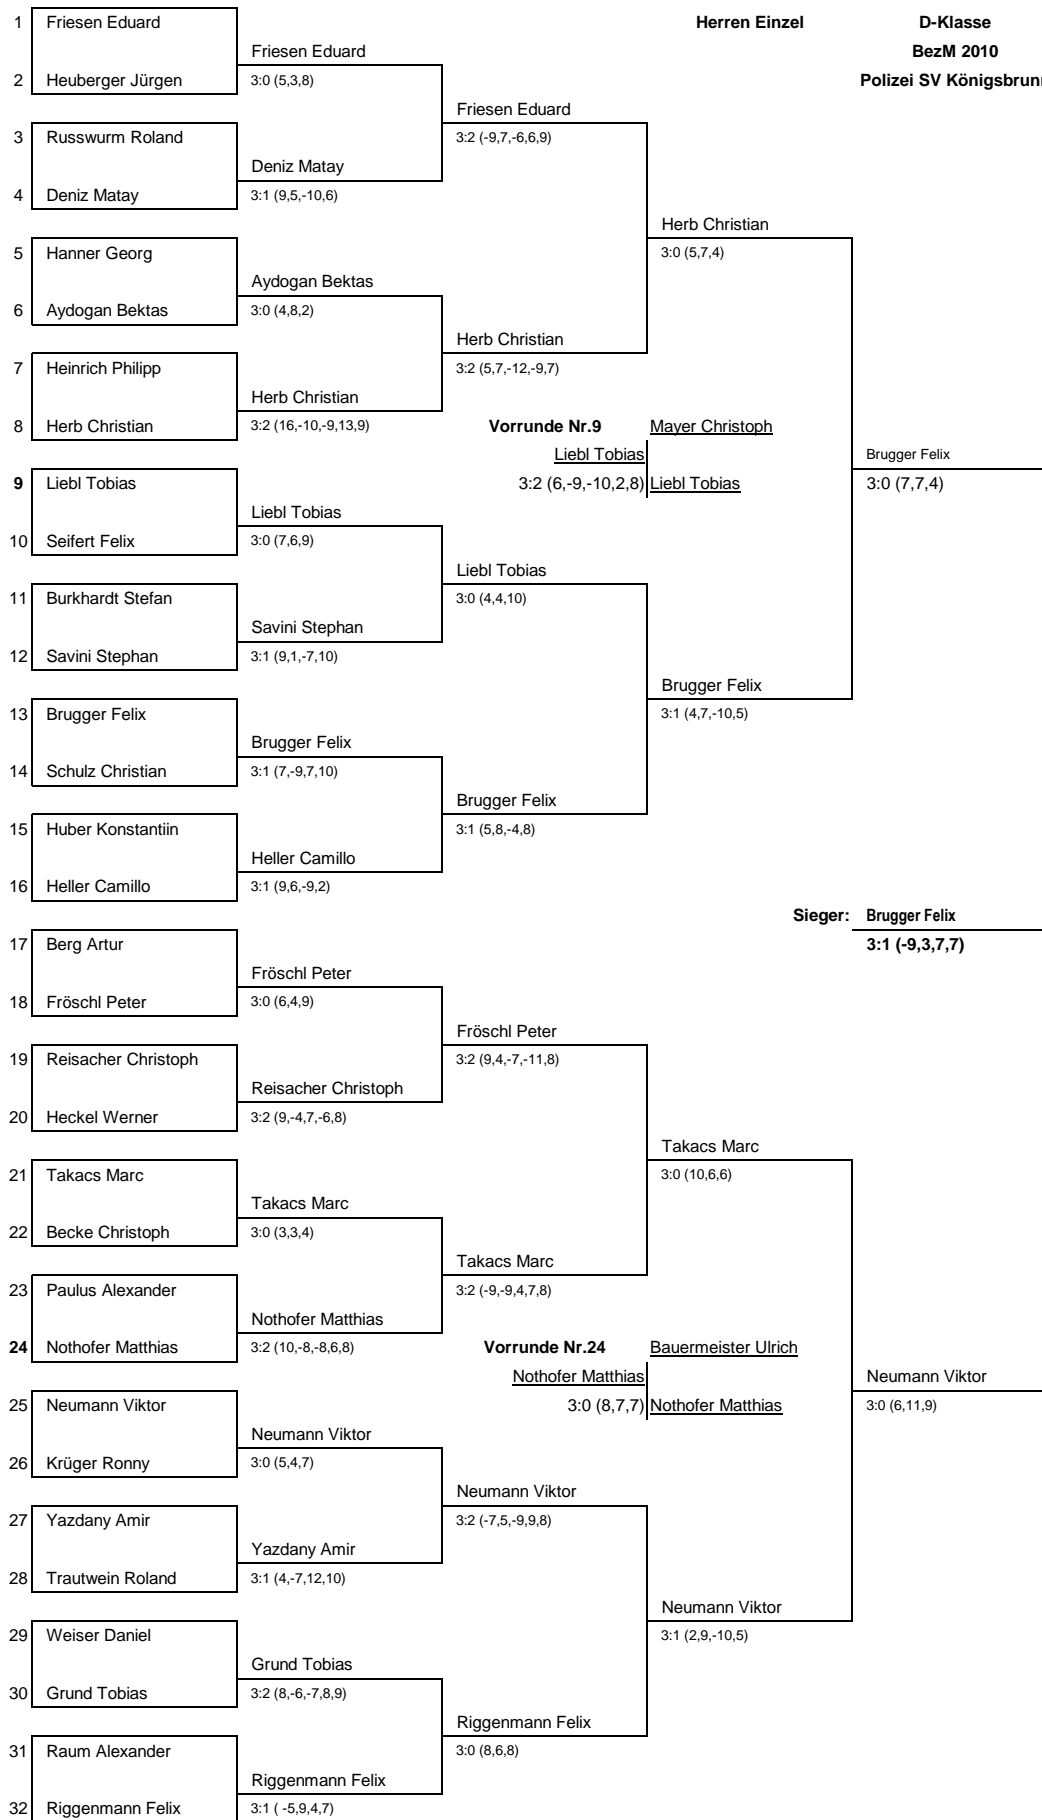 Herren Einzel D-Klasse
BezM 2010
Polizei SV Königsbrunn
1 Friesen Eduard
Friesen Eduard
2 Heuberger Jürgen 3:0 (5,3,8)
Friesen Eduard
3 Russwurm Roland 3:2 (-9,7,-6,6,9)
Deniz Matay
4 Deniz Matay 3:1 (9,5,-10,6)
Herb Christian
5 Hanner Georg 3:0 (5,7,4)
Aydogan Bektas
6 Aydogan Bektas 3:0 (4,8,2)
Herb Christian
7 Heinrich Philipp 3:2 (5,7,-12,-9,7)
Herb Christian
8 Herb Christian 3:2 (16,-10,-9,13,9) Vorrunde Nr.9 Mayer Christoph
Liebl Tobias Brugger Felix
9 Liebl Tobias 3:2 (6,-9,-10,2,8) Liebl Tobias 3:0 (7,7,4)
Liebl Tobias
10 Seifert Felix 3:0 (7,6,9)
Liebl Tobias
11 Burkhardt Stefan 3:0 (4,4,10)
Savini Stephan
12 Savini Stephan 3:1 (9,1,-7,10)
Brugger Felix
13 Brugger Felix 3:1 (4,7,-10,5)
Brugger Felix
14 Schulz Christian 3:1 (7,-9,7,10)
Brugger Felix
15 Huber Konstantiin 3:1 (5,8,-4,8)
Heller Camillo
16 Heller Camillo 3:1 (9,6,-9,2)
Sieger: Brugger Felix
17 Berg Artur 3:1 (-9,3,7,7)
Fröschl Peter
18 Fröschl Peter 3:0 (6,4,9)
Fröschl Peter
19 Reisacher Christoph 3:2 (9,4,-7,-11,8)
Reisacher Christoph
20 Heckel Werner 3:2 (9,-4,7,-6,8)
Takacs Marc
21 Takacs Marc 3:0 (10,6,6)
Takacs Marc
22 Becke Christoph 3:0 (3,3,4)
Takacs Marc
23 Paulus Alexander 3:2 (-9,-9,4,7,8)
Nothofer Matthias
24 Nothofer Matthias 3:2 (10,-8,-8,6,8) Vorrunde Nr.24 Bauermeister Ulrich
Nothofer Matthias Neumann Viktor
25 Neumann Viktor 3:0 (8,7,7) Nothofer Matthias 3:0 (6,11,9)
Neumann Viktor
26 Krüger Ronny 3:0 (5,4,7)
Neumann Viktor
27 Yazdany Amir 3:2 (-7,5,-9,9,8)
Yazdany Amir
28 Trautwein Roland 3:1 (4,-7,12,10)
Neumann Viktor
29 Weiser Daniel 3:1 (2,9,-10,5)
Grund Tobias
30 Grund Tobias 3:2 (8,-6,-7,8,9)
Riggenmann Felix
31 Raum Alexander 3:0 (8,6,8)
Riggenmann Felix
32 Riggenmann Felix 3:1 ( -5,9,4,7)